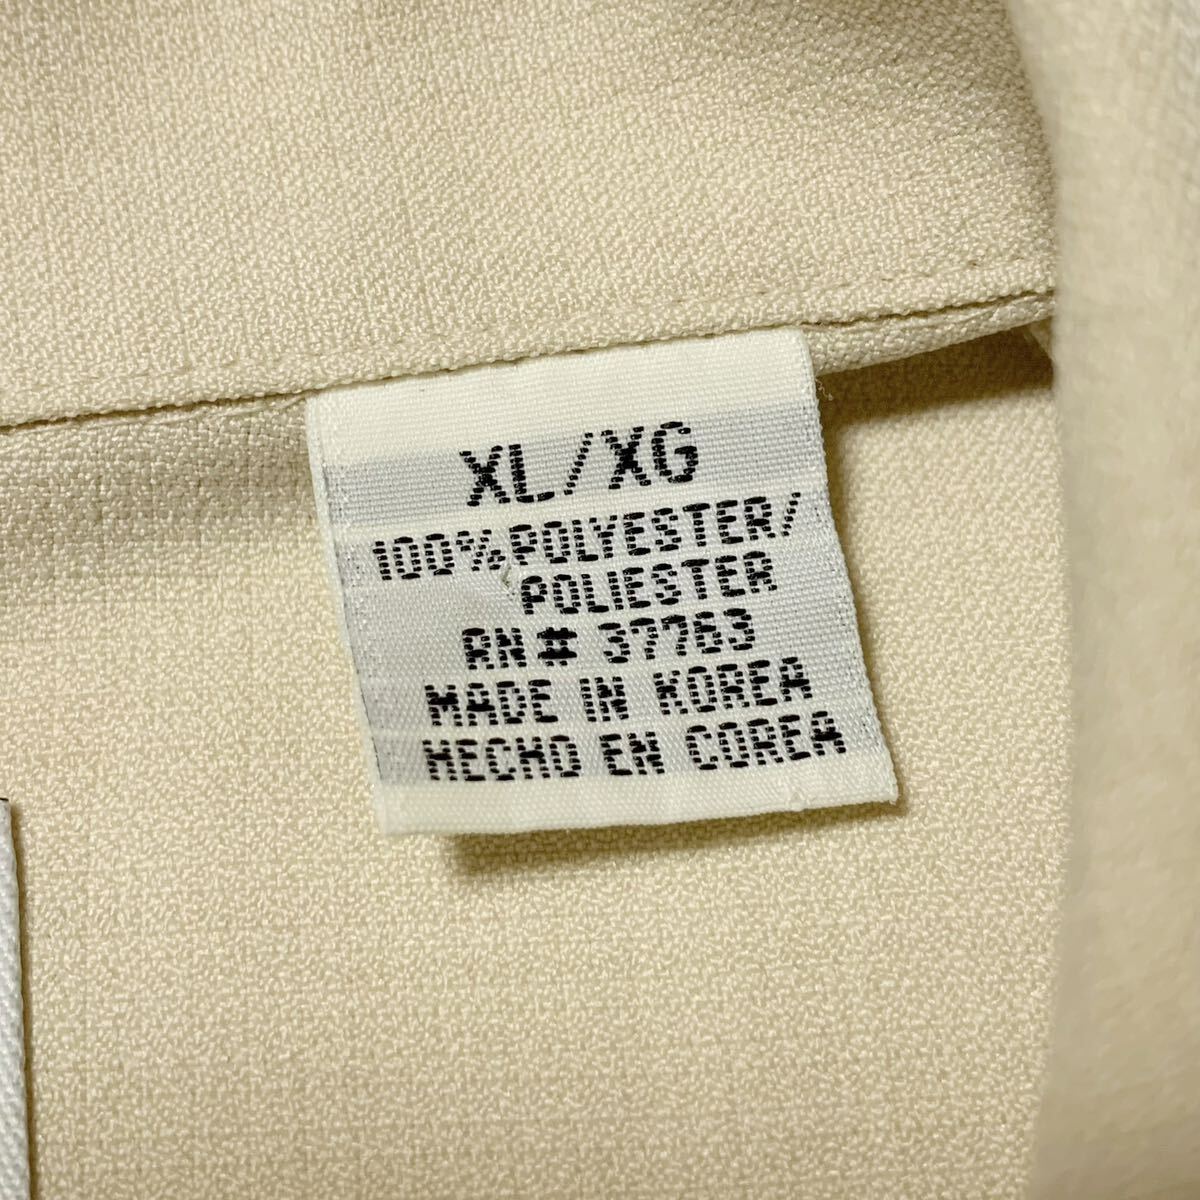 XL/XG
100% POLYESTER/
POLIESTER
RN# 37763
MADE IN KOREA
HECHO EN COREA